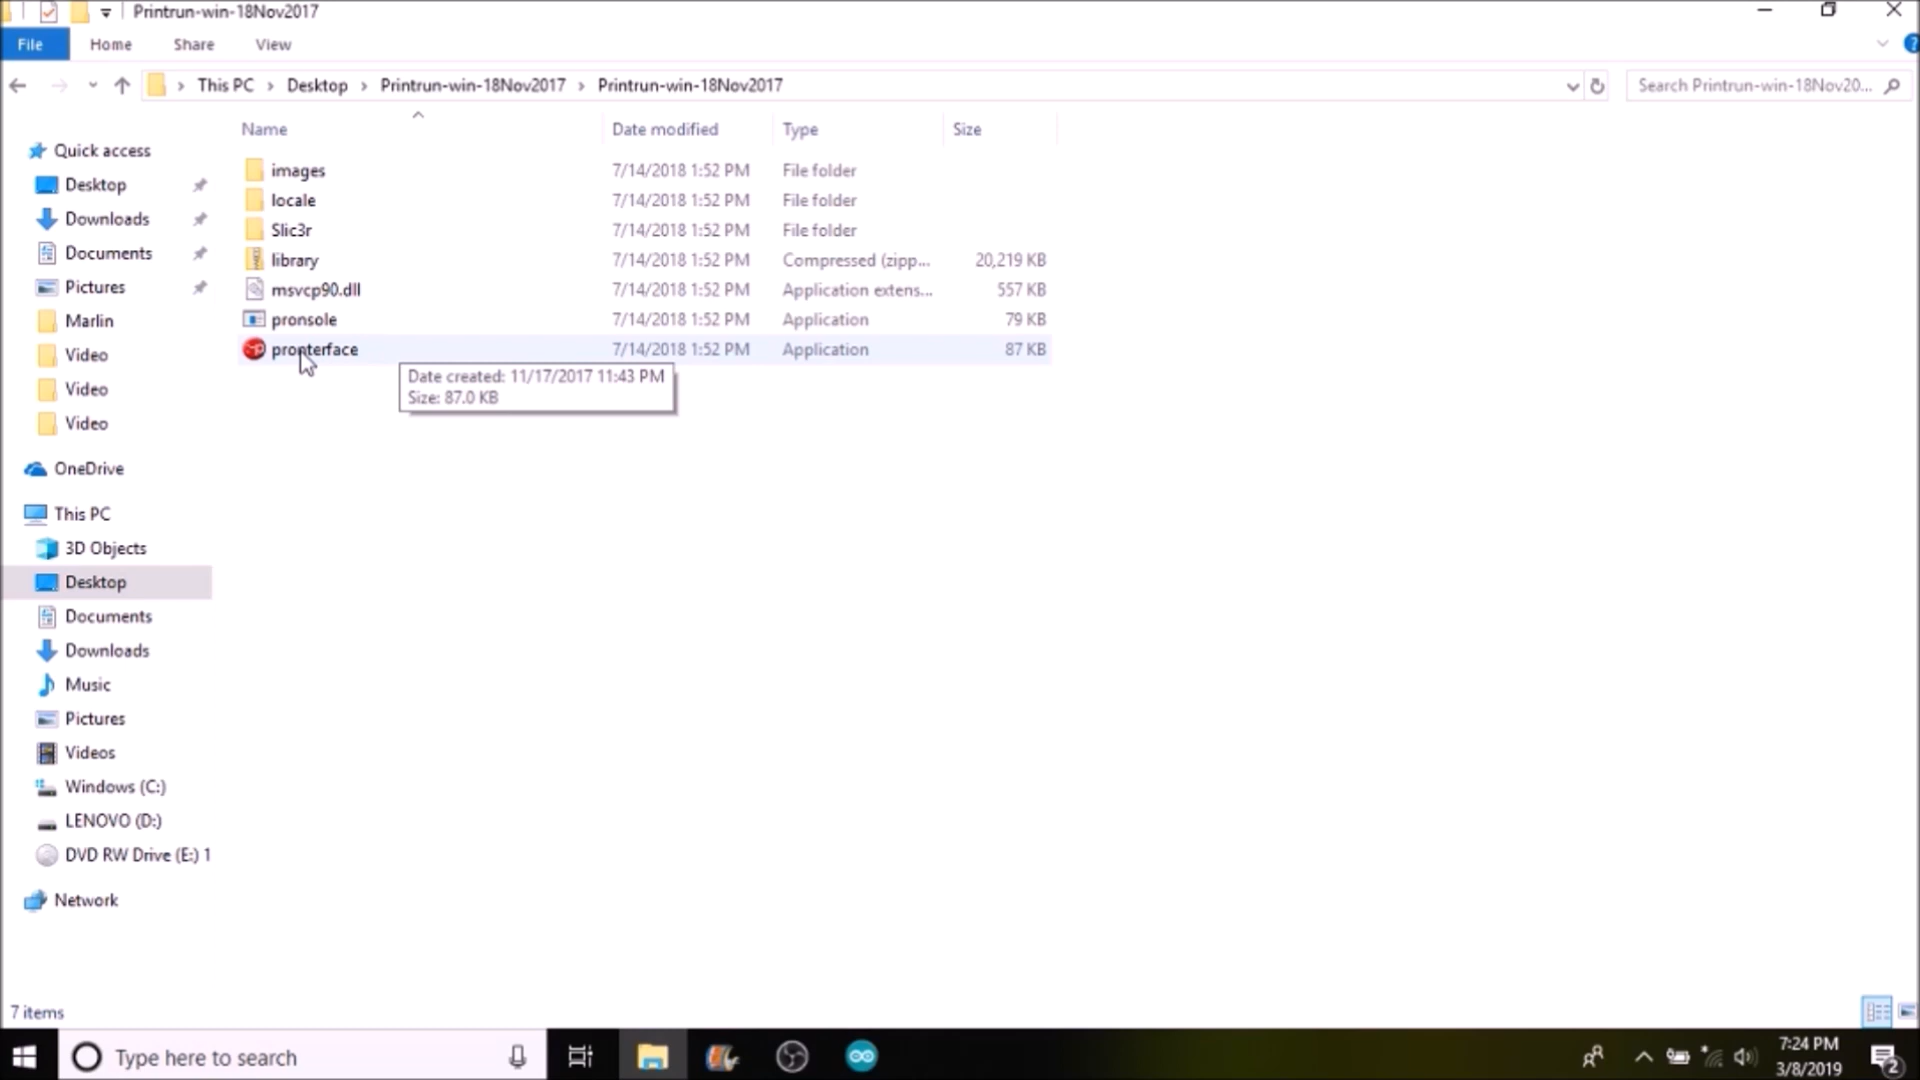 Printrun-win-18Nov2017
File Home Share View
This PC Desktop Printrun-win-18Nov2017 Printrun-win-18Nov2017
Search Printrun-win-18Nov20...
Name Date modified Type Size
images 7/14/2018 1:52 PM File folder
locale 7/14/2018 1:52 PM File folder
Slic3r 7/14/2018 1:52 PM File folder
library 7/14/2018 1:52 PM Compressed (zipp... 20,219 KB
msvcp90.dll 7/14/2018 1:52 PM Application extens... 557 KB
pronsole 7/14/2018 1:52 PM Application 79 KB
pronterface 7/14/2018 1:52 PM Application 87 KB
Date created: 11/17/2017 11:43 PM
Size: 87.0 KB
Quick access
Desktop
Downloads
Documents
Pictures
Marlin
Video
Video
Video
OneDrive
This PC
3D Objects
Desktop
Documents
Downloads
Music
Pictures
Videos
Windows (C:)
LENOVO (D:)
DVD RW Drive (E:) 1
Network
7 items
Type here to search
7:24 PM
3/8/2019
2